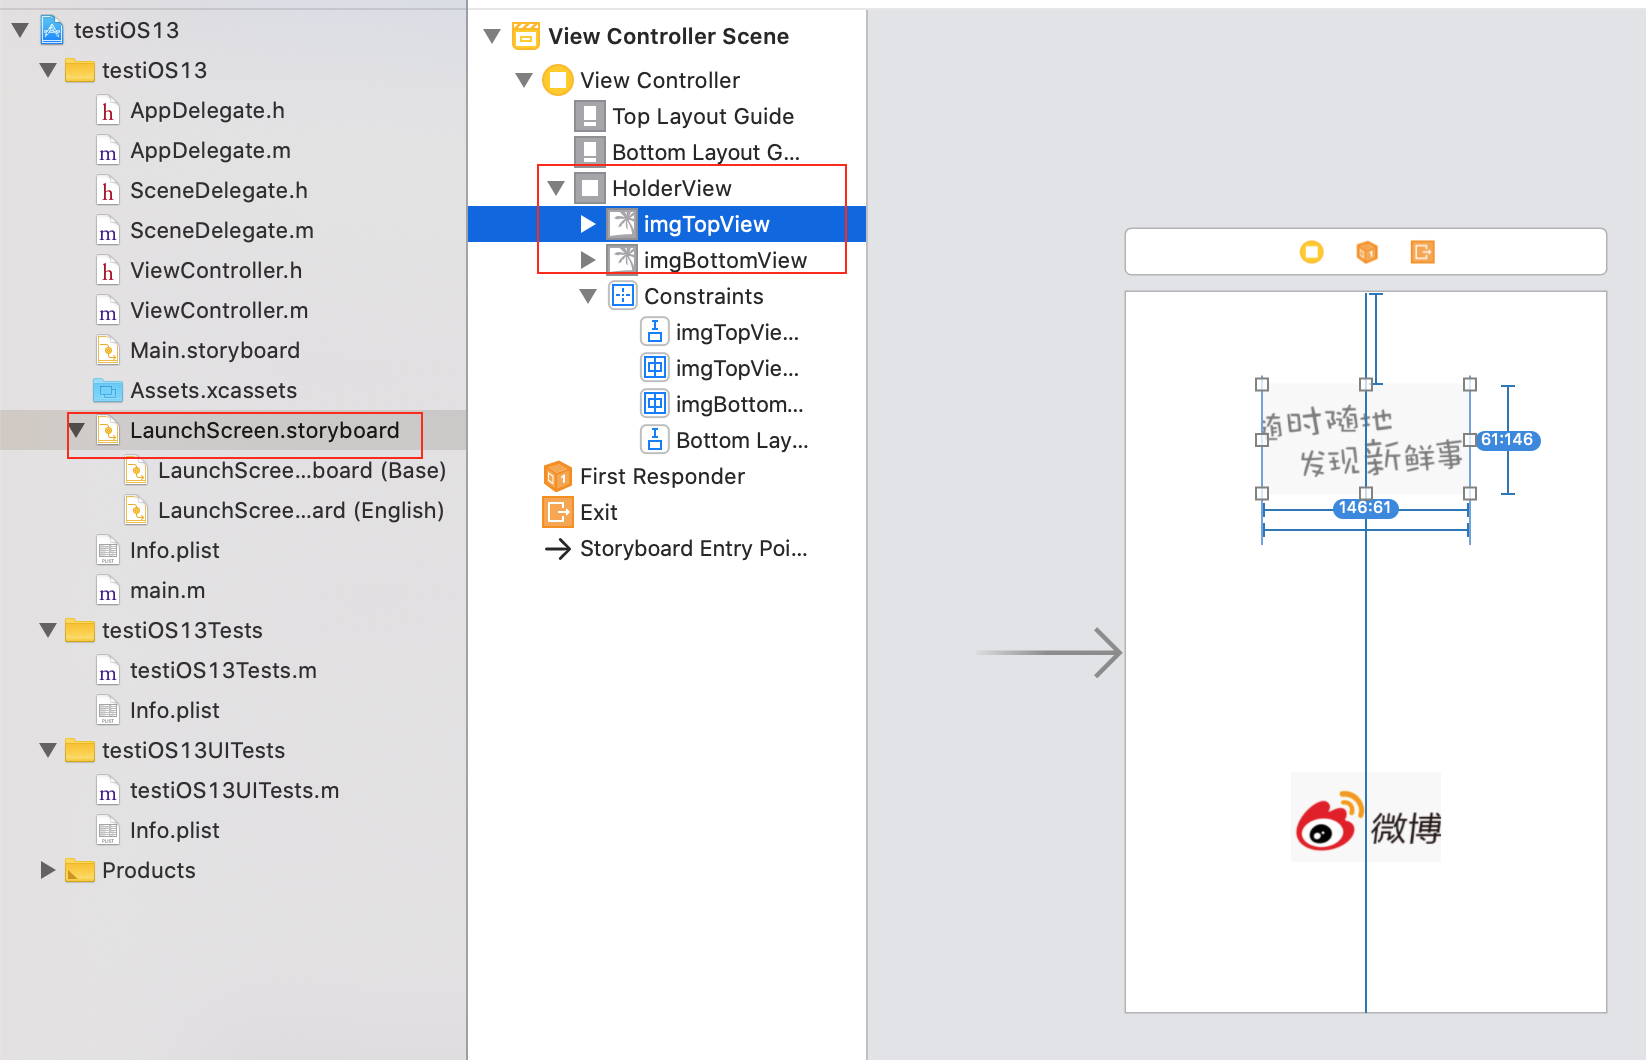 testiOS13
testiOS13
AppDelegate.h
AppDelegate.m
SceneDelegate.h
SceneDelegate.m
ViewController.h
ViewController.m
Main.storyboard
Assets.xcassets
LaunchScreen.storyboard
LaunchScree...board (Base)
LaunchScree...ard (English)
Info.plist
main.m
testiOS13Tests
testiOS13Tests.m
Info.plist
testiOS13UITests
testiOS13UITests.m
Info.plist
Products
View Controller Scene
View Controller
Top Layout Guide
Bottom Layout G...
HolderView
imgTopView
imgBottomView
Constraints
imgTopVie...
imgTopVie...
imgBottom...
Bottom Lay...
First Responder
Exit
Storyboard Entry Poi...
随时随地
发现新鲜事
61:146
146:61
微博